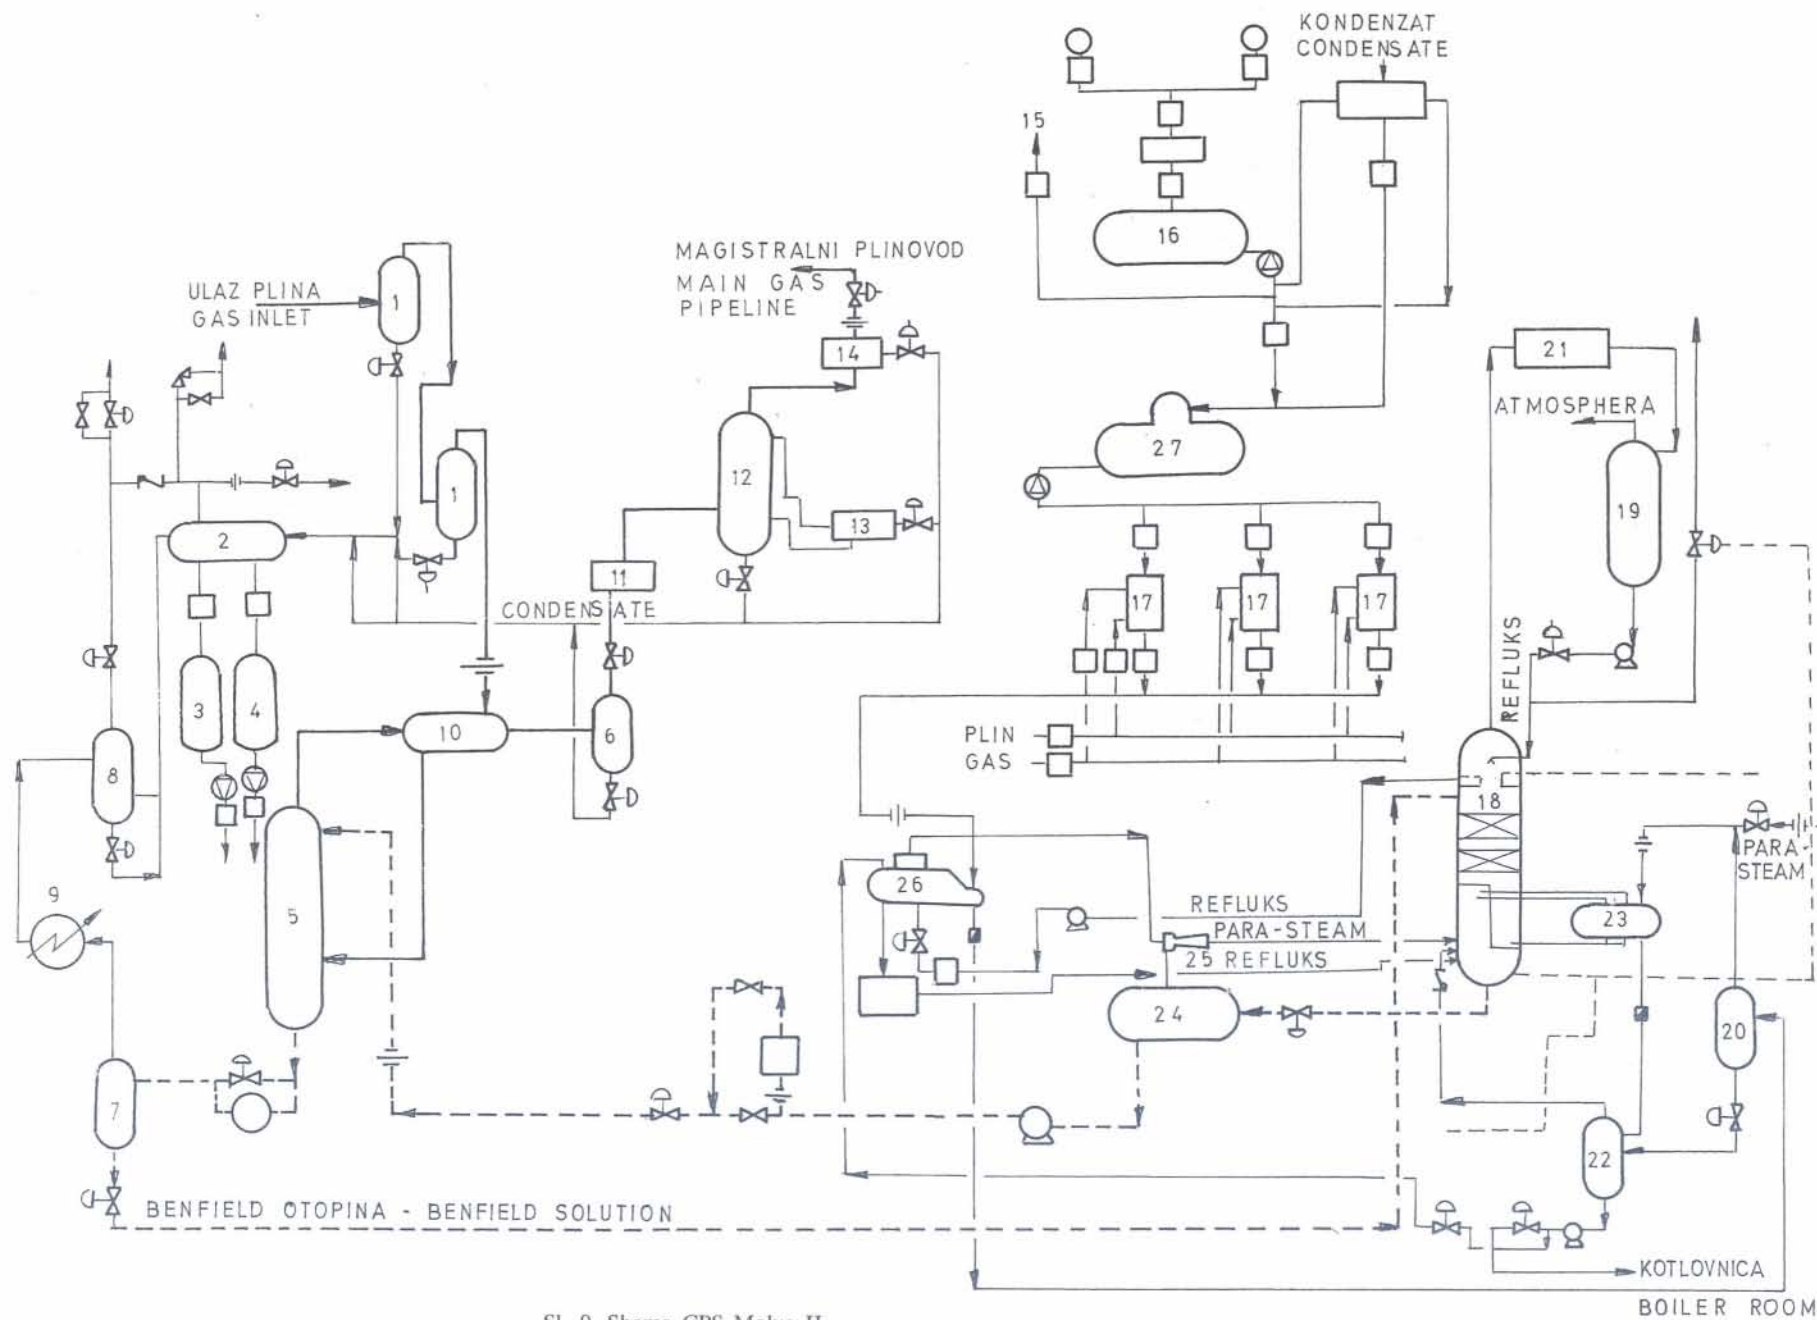 KONDENZAT
CONDENSATE
15
16
MAGISTRALNI PLINOVOD
MAIN GAS
PIPELINE
ULAZ PLINA
GAS INLET
1
14
21
ATMOSPHERA
27
1
12
13
19
2
11
CONDENSATE
17
17
17
REFLUKS
3
4
10
6
PLIN
GAS
8
18
PARA-
STEAM
26
9
5
REFLUKS
23
PARA-STEAM
25 REFLUKS
24
20
7
22
BENFIELD OTOPINA - BENFIELD SOLUTION
KOTLOVNICA
BOILER ROOM